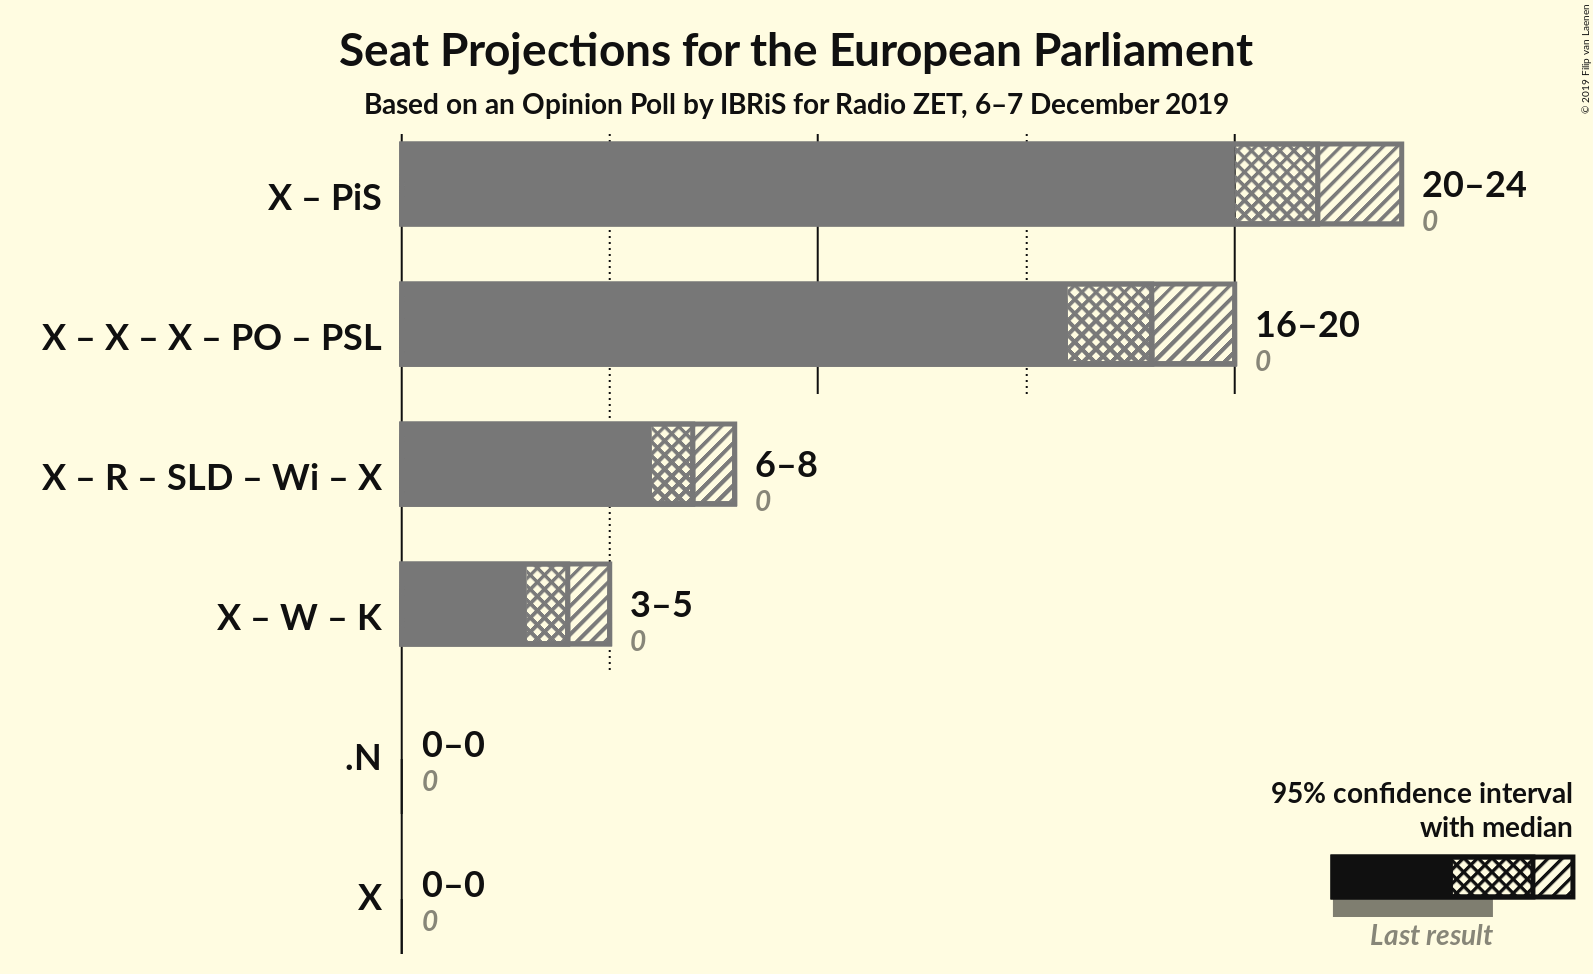 Seat Projections for the European Parliament
Based on an Opinion Poll by IBRiS for Radio ZET, 6–7 December 2019
© 2019 Filip van Laenen
X – PiS
20–24
0
X – X – X – PO – PSL
16–20
0
X – R – SLD – Wi – X
6–8
0
X – W – K
3–5
0
.N
0–0
0
X
0–0
0
95% confidence interval
with median
Last result